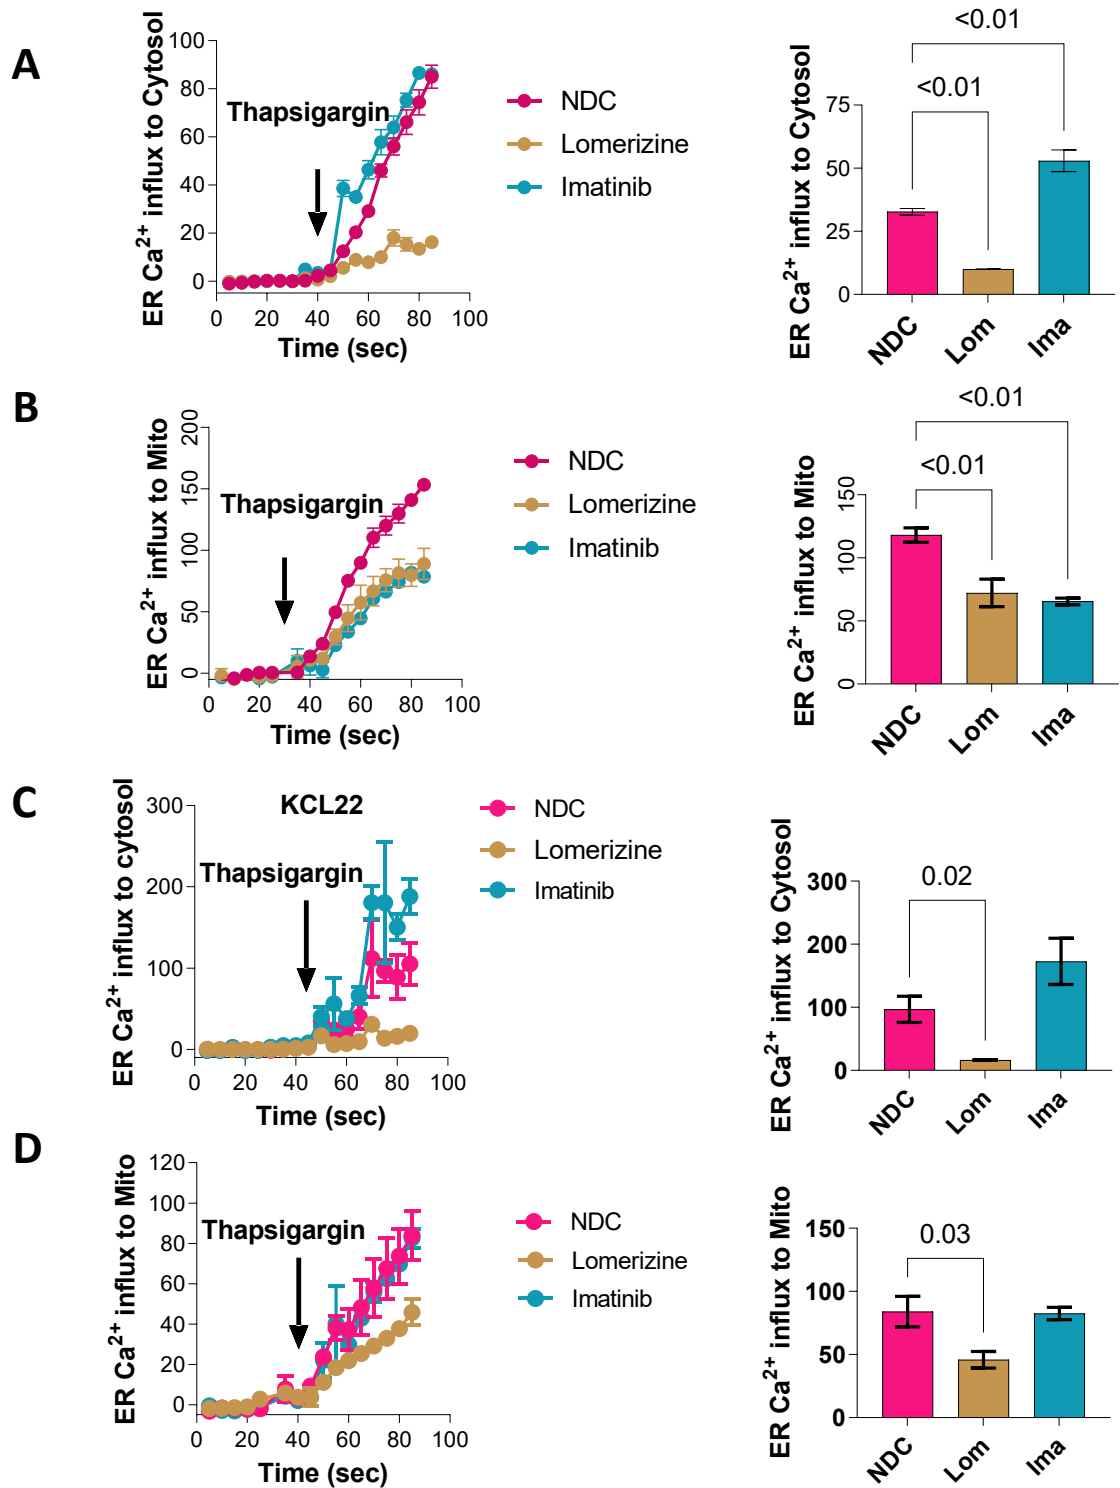 A
ER Ca2+ influx to Cytosol
100
80
60
40
20
0
Thapsigargin
0 20 40 60 80 100
Time (sec)
NDC
Lomerizine
Imatinib
ER Ca2+ influx to Cytosol
75
50
25
0
<0.01
<0.01
NDC Lom Ima
B
ER Ca2+ influx to Mito
200
150
100
50
0
Thapsigargin
0 20 40 60 80 100
Time (sec)
NDC
Lomerizine
Imatinib
ER Ca2+ influx to Mito
150
100
50
0
<0.01
<0.01
NDC Lom Ima
C
KCL22
ER Ca2+ influx to cytosol
300
200
100
0
Thapsigargin
0 20 40 60 80 100
Time (sec)
NDC
Lomerizine
Imatinib
ER Ca2+ influx to Cytosol
300
200
100
0
0.02
NDC Lom Ima
D
ER Ca2+ influx to Mito
120
100
80
60
40
20
0
Thapsigargin
0 20 40 60 80 100
Time (sec)
NDC
Lomerizine
Imatinib
ER Ca2+ influx to Mito
150
100
50
0
0.03
NDC Lom Ima